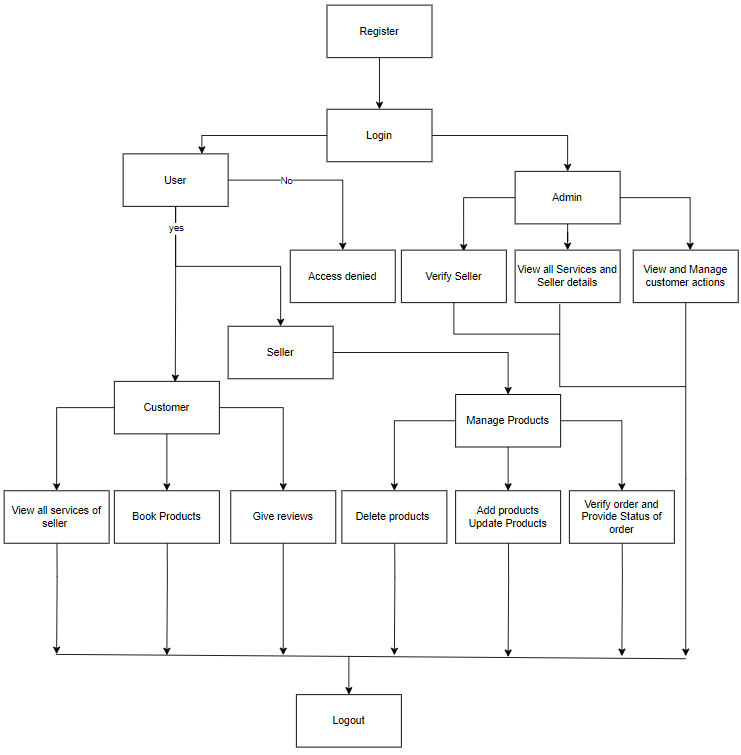 Register
Login
User
No
Admin
yes
Access denied
Verify Seller
View all Services and
Seller details
View and Manage
customer actions
Seller
Customer
Manage Products
View all services of
seller
Book Products
Give reviews
Delete products
Add products
Update Products
Verify order and
Provide Status of
order
Logout